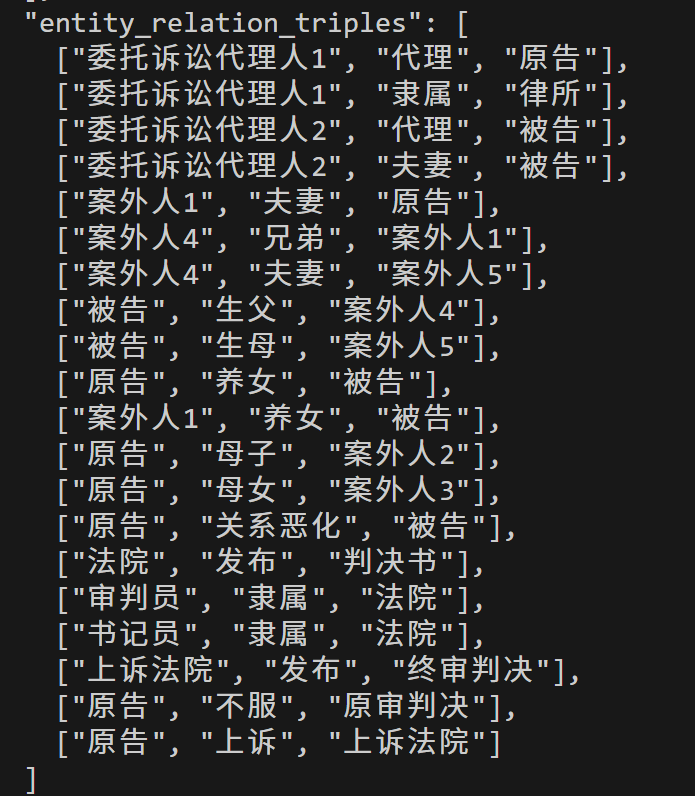 "entity_relation_triples": [
["委托诉讼代理人1", "代理", "原告"],
["委托诉讼代理人1", "隶属", "律所"],
["委托诉讼代理人2", "代理", "被告"],
["委托诉讼代理人2", "夫妻", "被告"],
["案外人1", "夫妻", "原告"],
["案外人4", "兄弟", "案外人1"],
["案外人4", "夫妻", "案外人5"],
["被告", "生父", "案外人4"],
["被告", "生母", "案外人5"],
["原告", "养女", "被告"],
["案外人1", "养女", "被告"],
["原告", "母子", "案外人2"],
["原告", "母女", "案外人3"],
["原告", "关系恶化", "被告"],
["法院", "发布", "判决书"],
["审判员", "隶属", "法院"],
["书记员", "隶属", "法院"],
["上诉法院", "发布", "终审判决"],
["原告", "不服", "原审判决"],
["原告", "上诉", "上诉法院"]
]